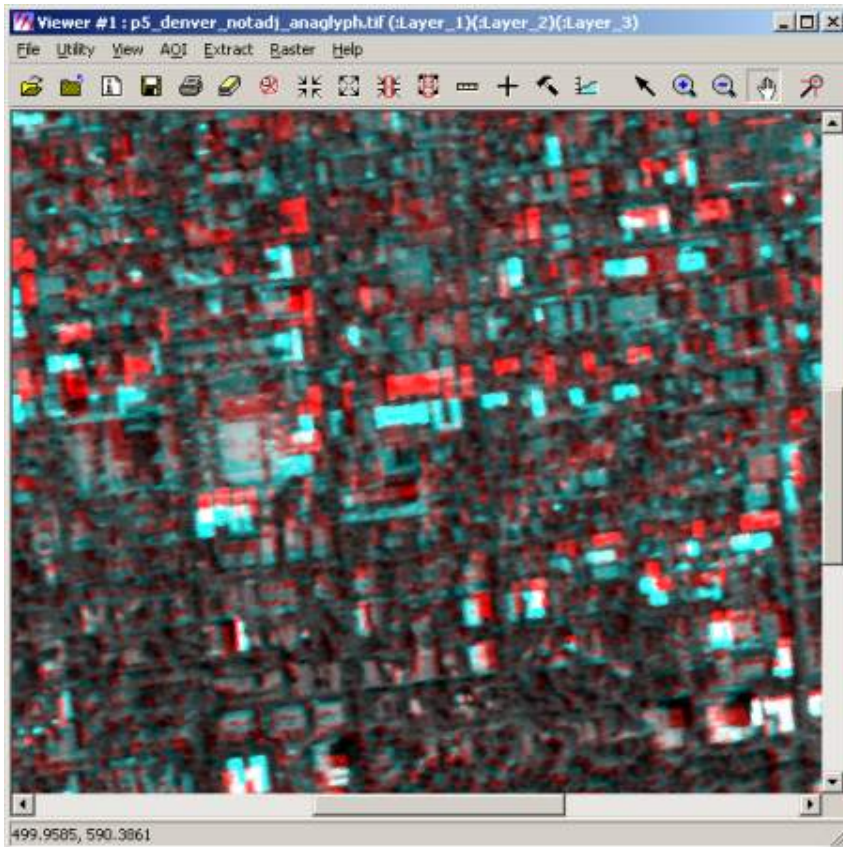 Viewer #1 : p5_denver_notadj_anaglyph.tif (:Layer_1)(:Layer_2)(:Layer_3)
File Utility View AOI Extract Raster Help
499.9585, 590.3861